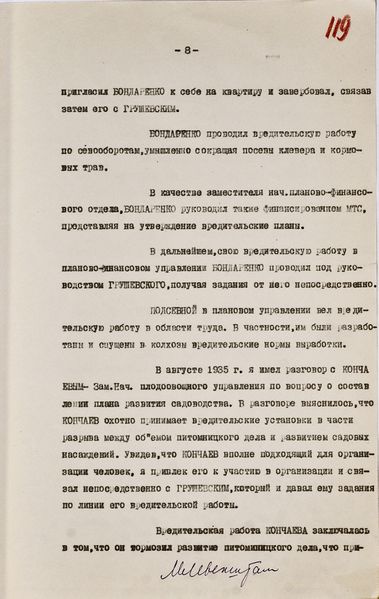 119
- 8 -
пригласил БОНДАРЕНКО к себе на квартиру и завербовал, связав
затем его с ГРУШЕВСКИМ.
БОНДАРЕНКО проводил вредительскую работу
по севооборотам,умышленно сокращая посевы клевера и кормо-
вых трав.
В качестве заместителя нач.планово-финансо-
вого отдела,БОНДАРЕНКО руководил также финансированием МТС,
представляя на утверждение вредительские планы.
В дальнейшем,свою вредительскую работу в
планово-финансовом управлении БОНДАРЕНКО проводил под руко-
водством ГРУШЕВСКОГО,получая задания от него непосредственно.
ПОДСЕВНОЙ в плановом управлении вел вреди-
тельскую работу в области труда. В частности,им были разрабо-
таны и спущены в колхозы вредительские нормы выработки.
В августе 1935 г. я имел разговор с КОНЧА
ЕВЫМ- Зам.Нач. плодоовощного управления по вопросу о состав
лении плана развития садоводства. В разговоре выяснилось,что
КОНЧАЕВ охотно принимает вредительские установки в части
разрыва между об"емом питомницкого дела и развитием садовых
насаждений. Увидев,что КОНЧАЕВ вполне подходящий для органи-
зации человек, я привлек его к участию в организации и свя-
зал непосредственно с ГРУШЕВСКИМ,который и давал ему задания
по линии его вредительской работы.
Вредительская работа КОНЧАЕВА заключалась
в том,что он тормозил развитие питомницкого дела,что при-